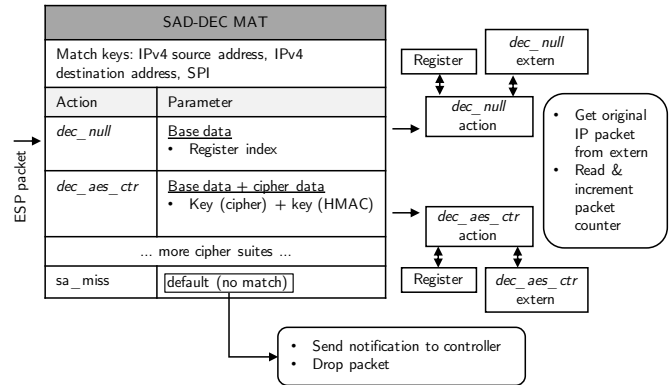 SAD-DEC MAT
Match keys: IPv4 source address, IPv4
destination address, SPI
Action Parameter
dec_null Base data
• Register index
dec_aes_ctr Base data + cipher data
• Key (cipher) + key (HMAC)
... more cipher suites ...
sa_miss default (no match)
ESP packet
Register
dec_null
extern
dec_null
action
dec_aes_ctr
action
Register
dec_aes_ctr
extern
• Get original
IP packet
from extern
• Read &
increment
packet
counter
• Send notification to controller
• Drop packet